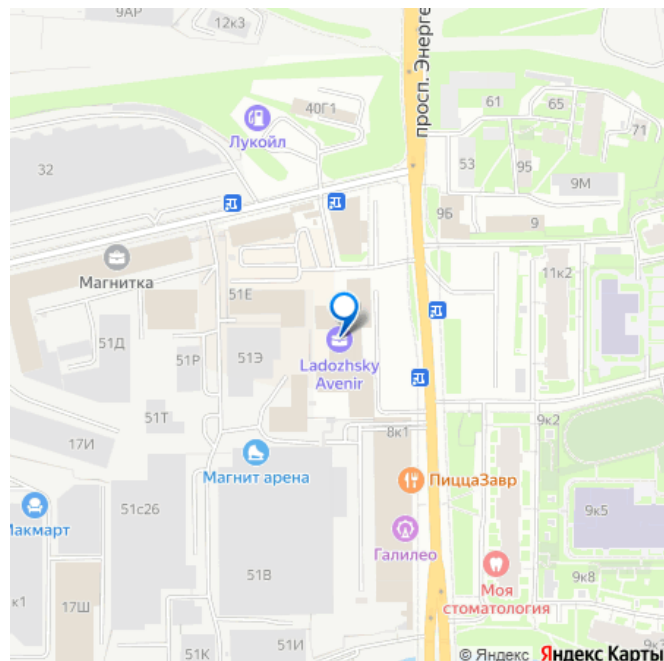 9АР
12к3
просп. Энерге
40Г1
Лукойл
61
65
71
53
95
9М
32
9Б
9
Магнитка
11к2
51Е
51Д
51Р
51Э
Ladozhsky
Avenir
51Т
9к2
8к1
17И
Магнит арена
ПиццаЗавр
51с26
Макмарт
9к5
Галилео
51В
9к8
Моя
стоматология
к1
17Ш
51И
51К
© Яндекс Яндекс Карты